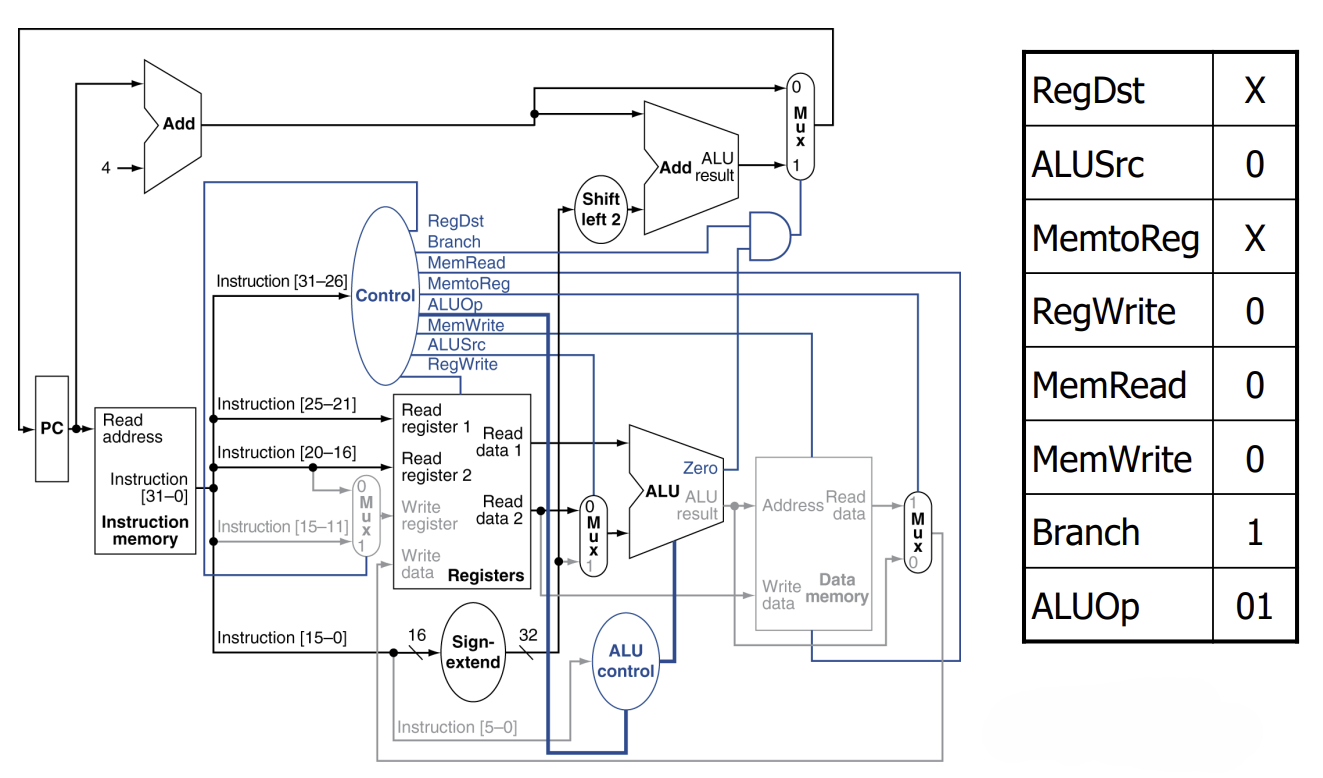 Add
4
0
Mux
1
Add
ALU
result
Shift
left 2
RegDst
Branch
MemRead
MemtoReg
ALUOp
MemWrite
ALUSrc
RegWrite
Control
Instruction [31–26]
PC
Read
address
Instruction
[31–0]
Instruction
memory
Instruction [25–21]
Instruction [20–16]
Instruction [15–11]
0
Mux
1
Read
register 1
Read
register 2
Write
register
Write
data
Read
data 1
Read
data 2
Registers
0
Mux
1
Zero
ALU
ALU
result
Address
Read
data
Write
data
Data
memory
1
Mux
0
Instruction [15–0]
16
Sign-
extend
32
ALU
control
Instruction [5–0]
RegDst X
ALUSrc 0
MemtoReg X
RegWrite 0
MemRead 0
MemWrite 0
Branch 1
ALUOp 01